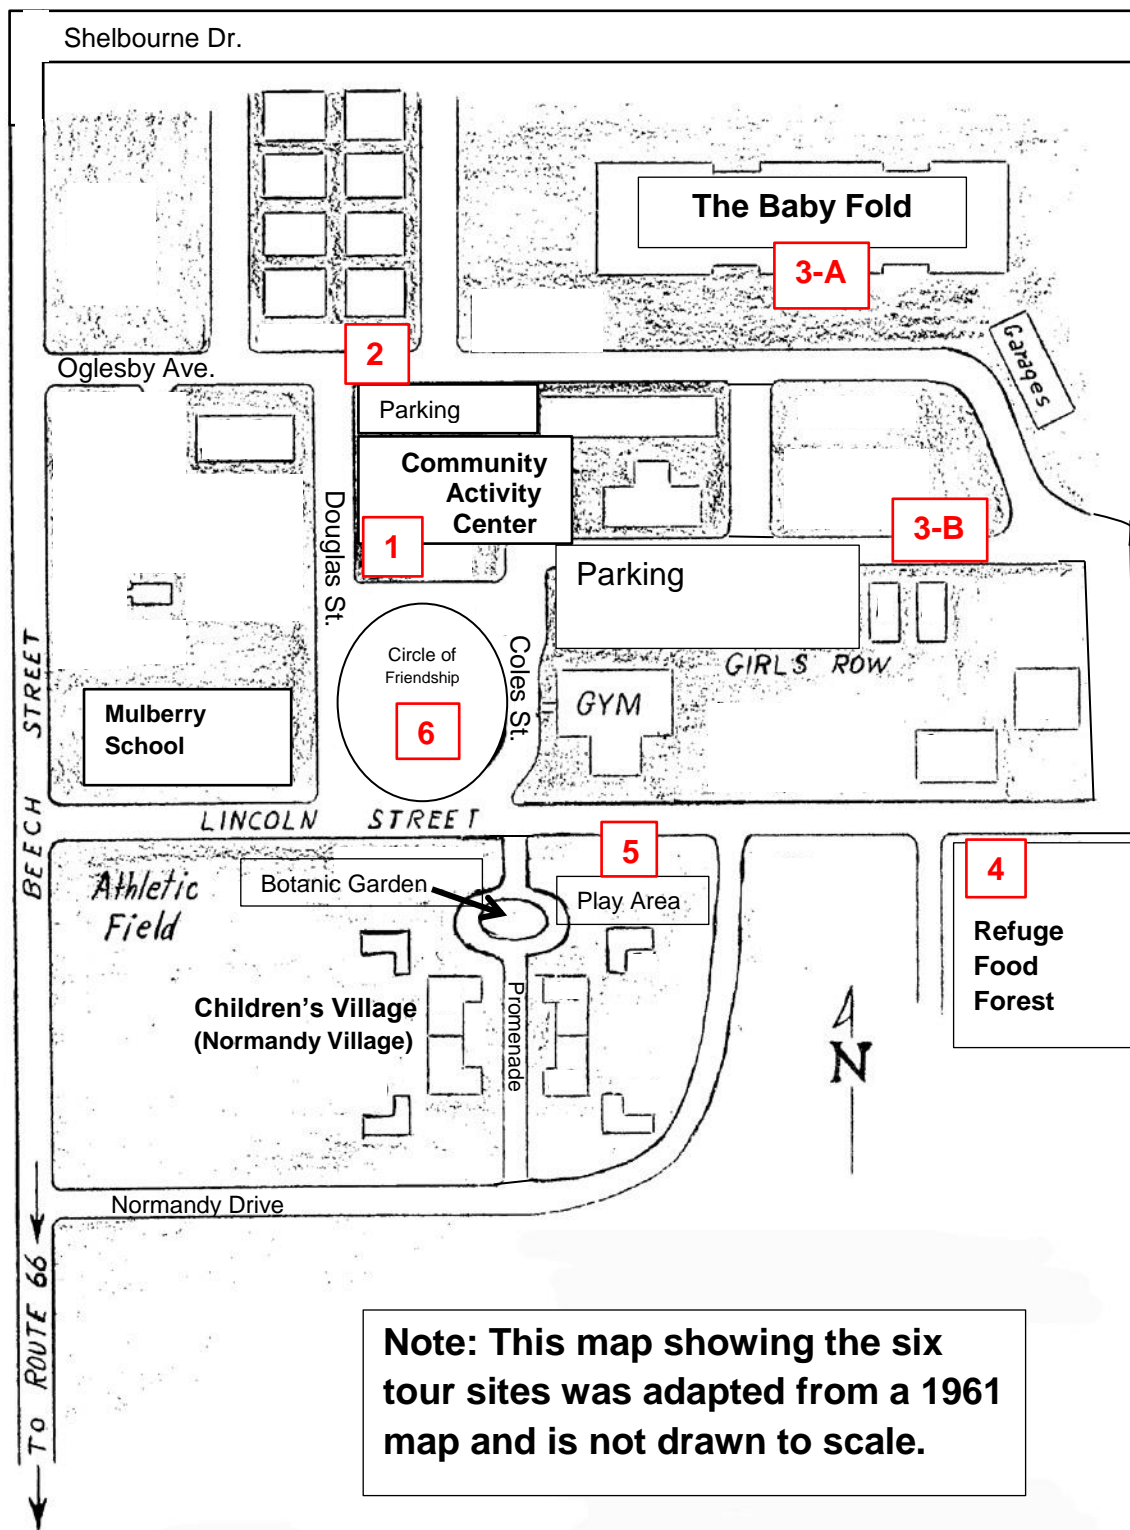 Shelbourne Dr.
The Baby Fold
3-A
Garages
2
Oglesby Ave.
Parking
Community
Activity
Center
Douglas St.
1
3-B
Parking
Circle of
Friendship
6
Coles St.
GYM
GIRLS ROW
Mulberry
School
BEECH STREET
LINCOLN STREET
5
4
Athletic
Field
Botanic Garden
Play Area
Refuge
Food
Forest
Children's Village
(Normandy Village)
Promenade
N
Normandy Drive
TO ROUTE 66
Note: This map showing the six
tour sites was adapted from a 1961
map and is not drawn to scale.